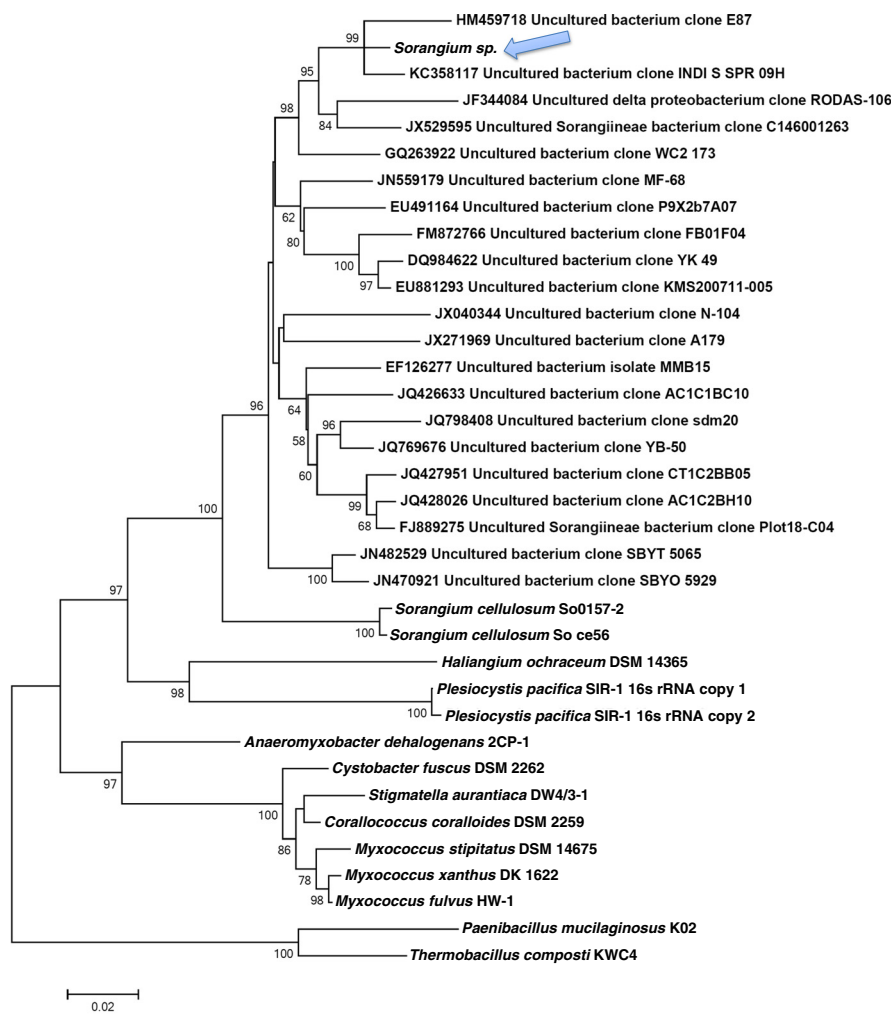 HM459718 Uncultured bacterium clone E87
99
Sorangium sp.
95
KC358117 Uncultured bacterium clone INDI S SPR 09H
JF344084 Uncultured delta proteobacterium clone RODAS-106
98
84
JX529595 Uncultured Sorangiineae bacterium clone C146001263
GQ263922 Uncultured bacterium clone WC2 173
JN559179 Uncultured bacterium clone MF-68
62
EU491164 Uncultured bacterium clone P9X2b7A07
80
FM872766 Uncultured bacterium clone FB01F04
100
DQ984622 Uncultured bacterium clone YK 49
97
EU881293 Uncultured bacterium clone KMS200711-005
JX040344 Uncultured bacterium clone N-104
JX271969 Uncultured bacterium clone A179
EF126277 Uncultured bacterium isolate MMB15
96
64
JQ426633 Uncultured bacterium clone AC1C1BC10
96
JQ798408 Uncultured bacterium clone sdm20
58
JQ769676 Uncultured bacterium clone YB-50
60
JQ427951 Uncultured bacterium clone CT1C2BB05
99
JQ428026 Uncultured bacterium clone AC1C2BH10
100
68
FJ889275 Uncultured Sorangiineae bacterium clone Plot18-C04
JN482529 Uncultured bacterium clone SBYT 5065
100
JN470921 Uncultured bacterium clone SBYO 5929
97
Sorangium cellulosum So0157-2
100
Sorangium cellulosum So ce56
Haliangium ochraceum DSM 14365
98
Plesiocystis pacifica SIR-1 16s rRNA copy 1
100
Plesiocystis pacifica SIR-1 16s rRNA copy 2
Anaeromyxobacter dehalogenans 2CP-1
97
Cystobacter fuscus DSM 2262
Stigmatella aurantiaca DW4/3-1
100
Corallococcus coralloides DSM 2259
86
Myxococcus stipitatus DSM 14675
78
Myxococcus xanthus DK 1622
98
Myxococcus fulvus HW-1
Paenibacillus mucilaginosus K02
100
Thermobacillus composti KWC4
0.02